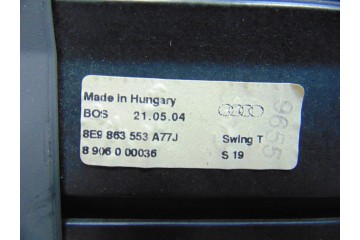 Made in Hungary
BOS 21.05.04
8E9 863 553 A77J Swing T
8 906 0 00036 S 19
9655